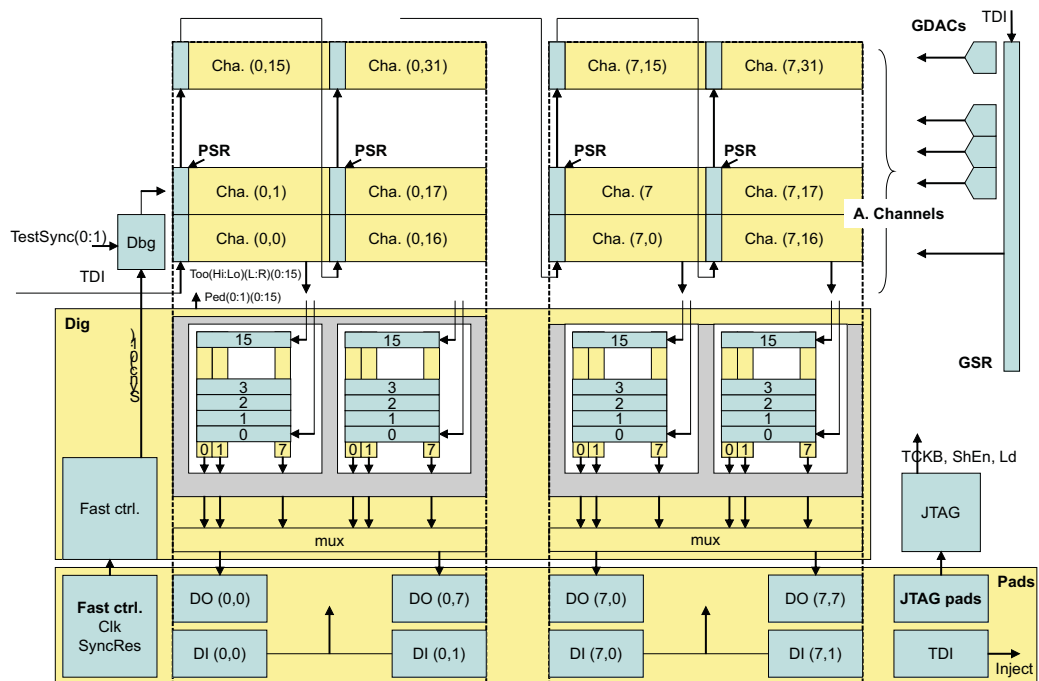 GDACs
TDI
Cha. (0,15)
Cha. (0,31)
Cha. (7,15)
Cha. (7,31)
PSR
PSR
PSR
PSR
Cha. (0,1)
Cha. (0,17)
Cha. (7
Cha. (7,17)
A. Channels
TestSync(0:1)
Dbg
Cha. (0,0)
Cha. (0,16)
Cha. (7,0)
Cha. (7,16)
TDI
Too(Hi:Lo)(L:R)(0:15)
Ped(0:1)(0:15)
Dig
15
15
15
15
GSR
3
3
3
3
2
2
2
2
1
1
1
1
0
0
0
0
0 1 7
0 1 7
0 1 7
0 1 7
TCKB, ShEn, Ld
Fast ctrl.
JTAG
mux
mux
Pads
Fast ctrl.
Clk
SyncRes
DO (0,0)
DO (0,7)
DO (7,0)
DO (7,7)
JTAG pads
DI (0,0)
DI (0,1)
DI (7,0)
DI (7,1)
TDI
Inject